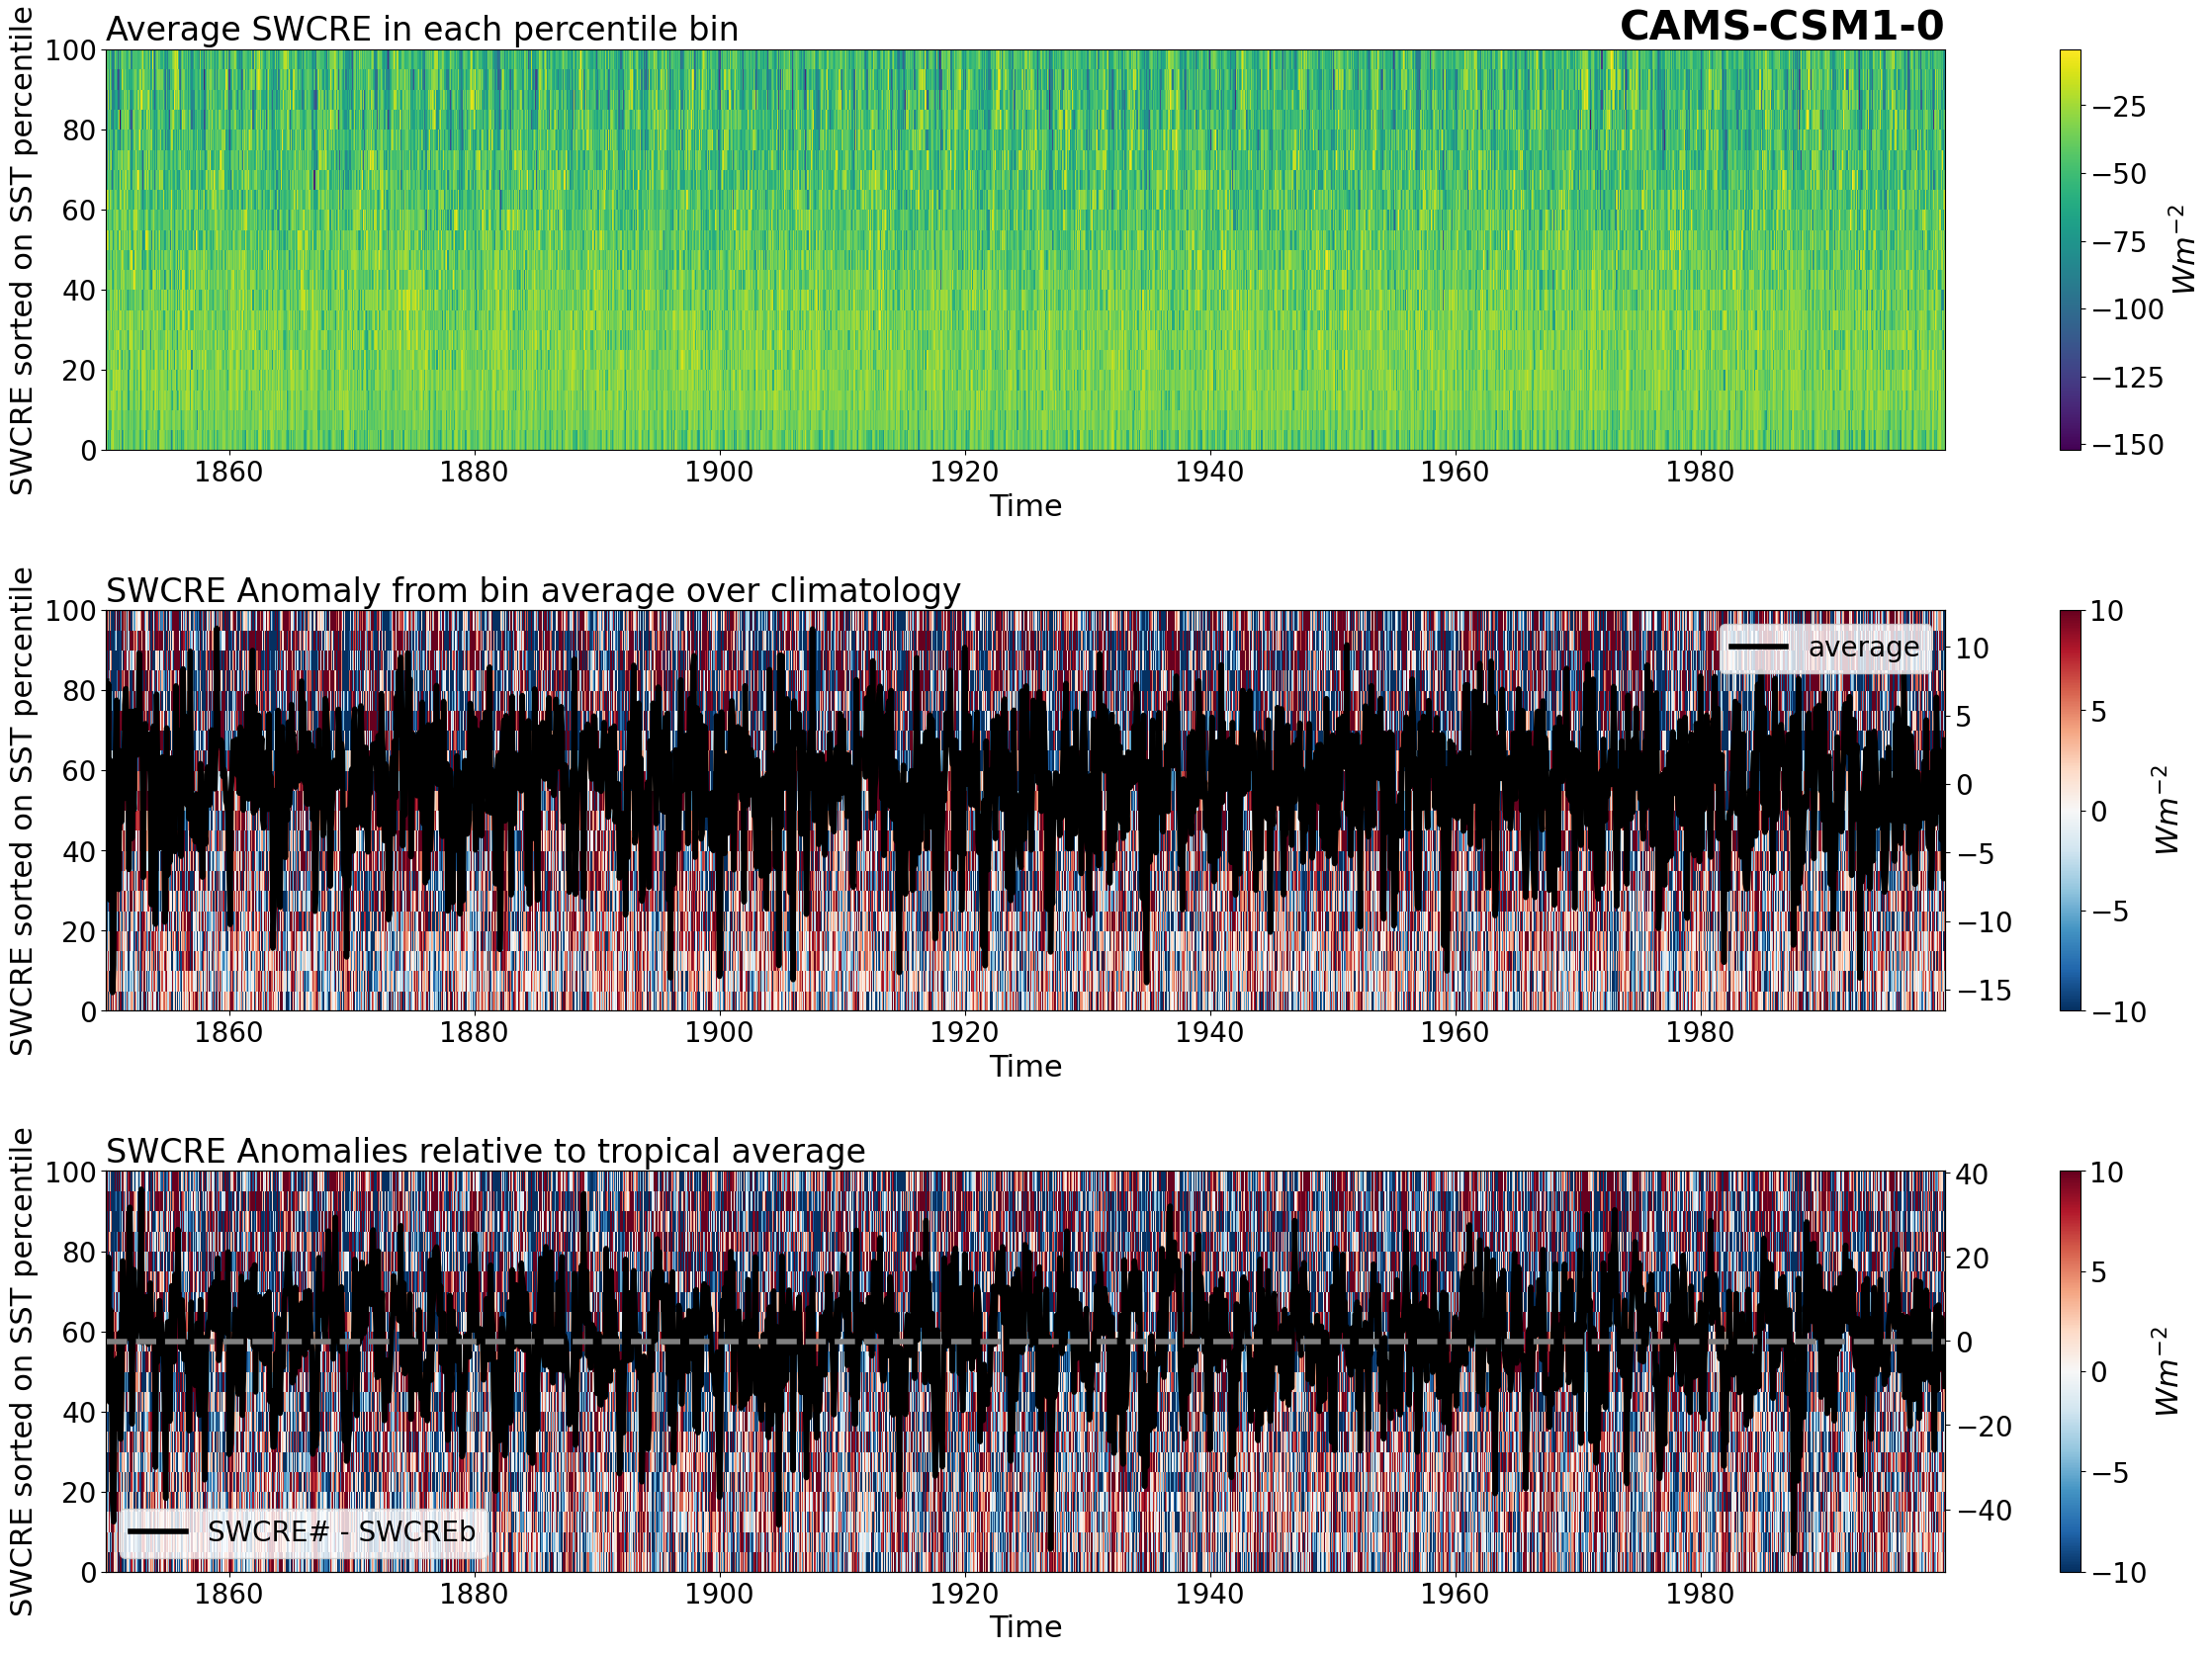 Average SWCRE in each percentile bin
CAMS-CSM1-0
SWCRE sorted on SST percentile
100
80
60
40
20
0
1860 1880 1900 1920 1940 1960 1980
Time
−25
−50
−75
−100
−125
−150
Wm⁻²
SWCRE Anomaly from bin average over climatology
SWCRE sorted on SST percentile
100
80
60
40
20
0
1860 1880 1900 1920 1940 1960 1980
Time
average
10
5
0
−5
−10
−15
10
5
0
−5
−10
Wm⁻²
SWCRE Anomalies relative to tropical average
SWCRE sorted on SST percentile
100
80
60
40
20
0
1860 1880 1900 1920 1940 1960 1980
Time
SWCRE# - SWCREb
40
20
0
−20
−40
10
5
0
−5
−10
Wm⁻²